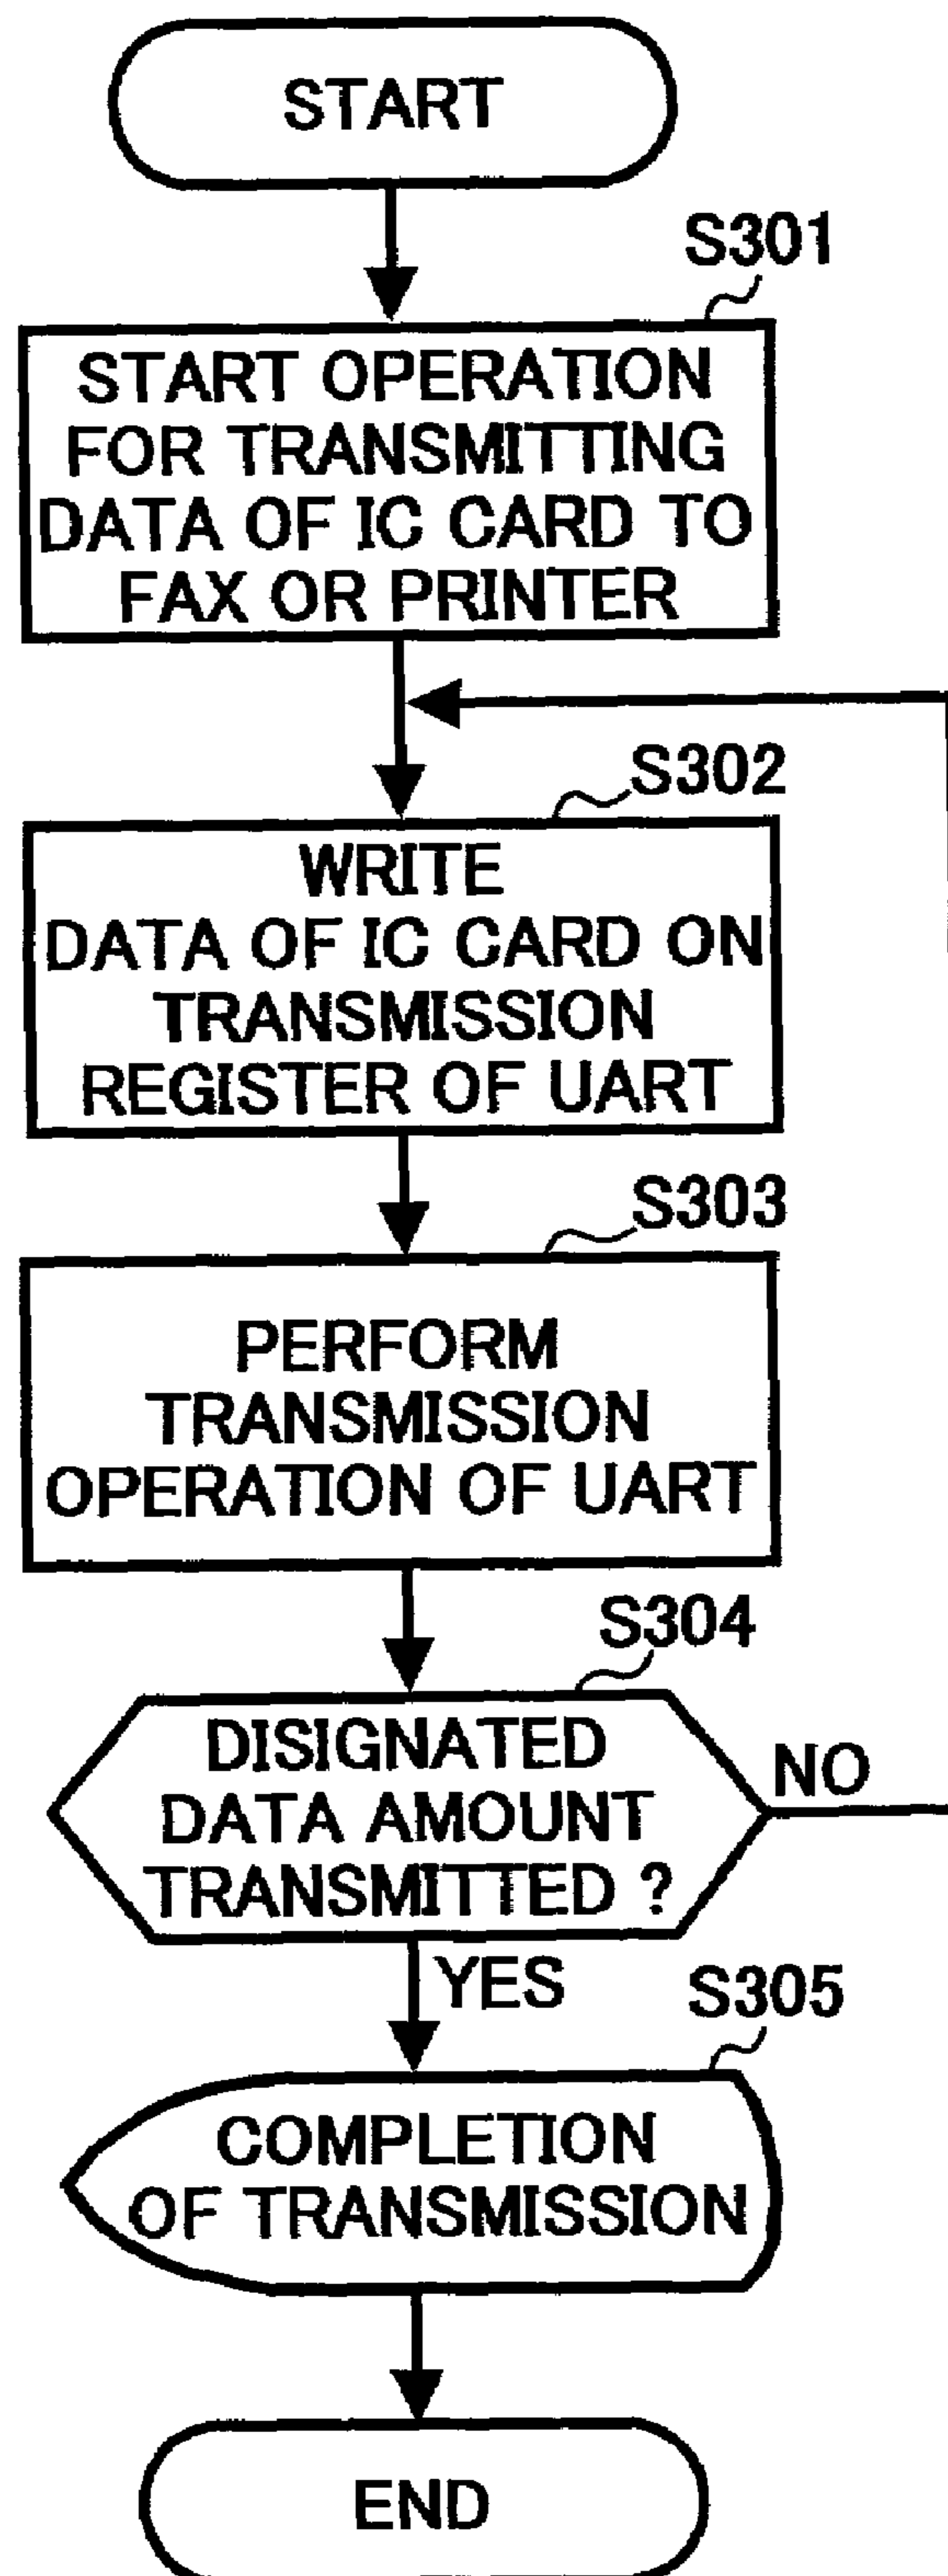 START
S301
START OPERATION
FOR TRANSMITTING
DATA OF IC CARD TO
FAX OR PRINTER
S302
WRITE
DATA OF IC CARD ON
TRANSMISSION
REGISTER OF UART
S303
PERFORM
TRANSMISSION
OPERATION OF UART
S304
DISIGNATED
DATA AMOUNT
TRANSMITTED ?
NO
YES
S305
COMPLETION
OF TRANSMISSION
END